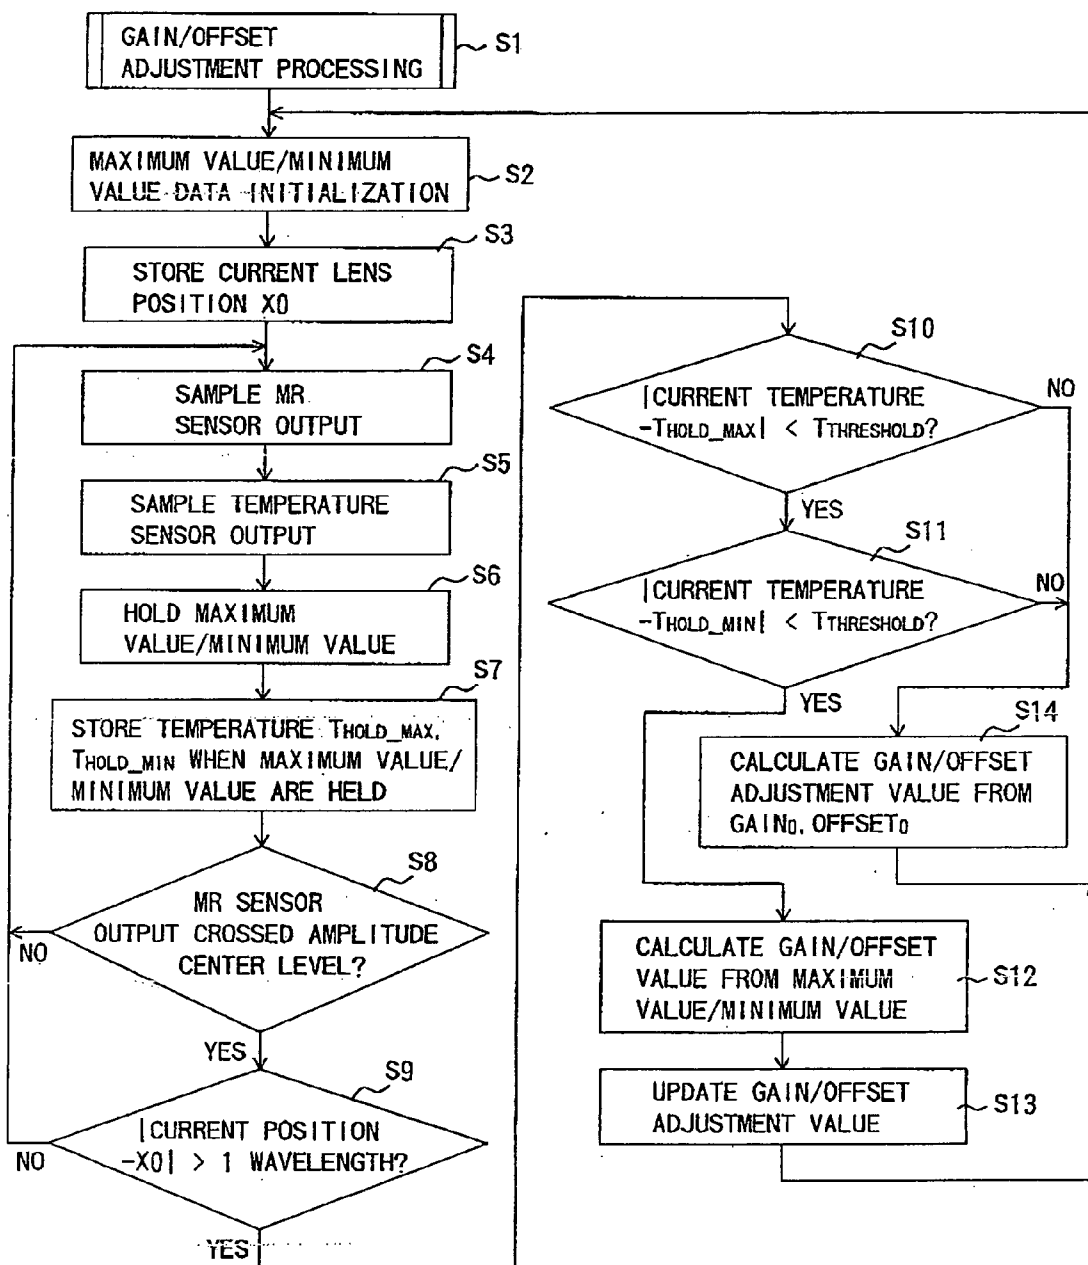 GAIN/OFFSET
ADJUSTMENT PROCESSING
S1
MAXIMUM VALUE/MINIMUM
VALUE DATA INITIALIZATION
S2
S3
STORE CURRENT LENS
POSITION X0
S4
SAMPLE MR
SENSOR OUTPUT
S5
SAMPLE TEMPERATURE
SENSOR OUTPUT
S6
HOLD MAXIMUM
VALUE/MINIMUM VALUE
S7
STORE TEMPERATURE THOLD_MAX,
THOLD_MIN WHEN MAXIMUM VALUE/
MINIMUM VALUE ARE HELD
S8
MR SENSOR
OUTPUT CROSSED AMPLITUDE
CENTER LEVEL?
NO
YES
S9
|CURRENT POSITION
-X0| > 1 WAVELENGTH?
NO
YES
S10
|CURRENT TEMPERATURE
-THOLD_MAX| < TTHRESHOLD?
NO
YES
S11
|CURRENT TEMPERATURE
-THOLD_MIN| < TTHRESHOLD?
NO
YES
S14
CALCULATE GAIN/OFFSET
ADJUSTMENT VALUE FROM
GAIN0, OFFSET0
CALCULATE GAIN/OFFSET
VALUE FROM MAXIMUM
VALUE/MINIMUM VALUE
S12
UPDATE GAIN/OFFSET
ADJUSTMENT VALUE
S13